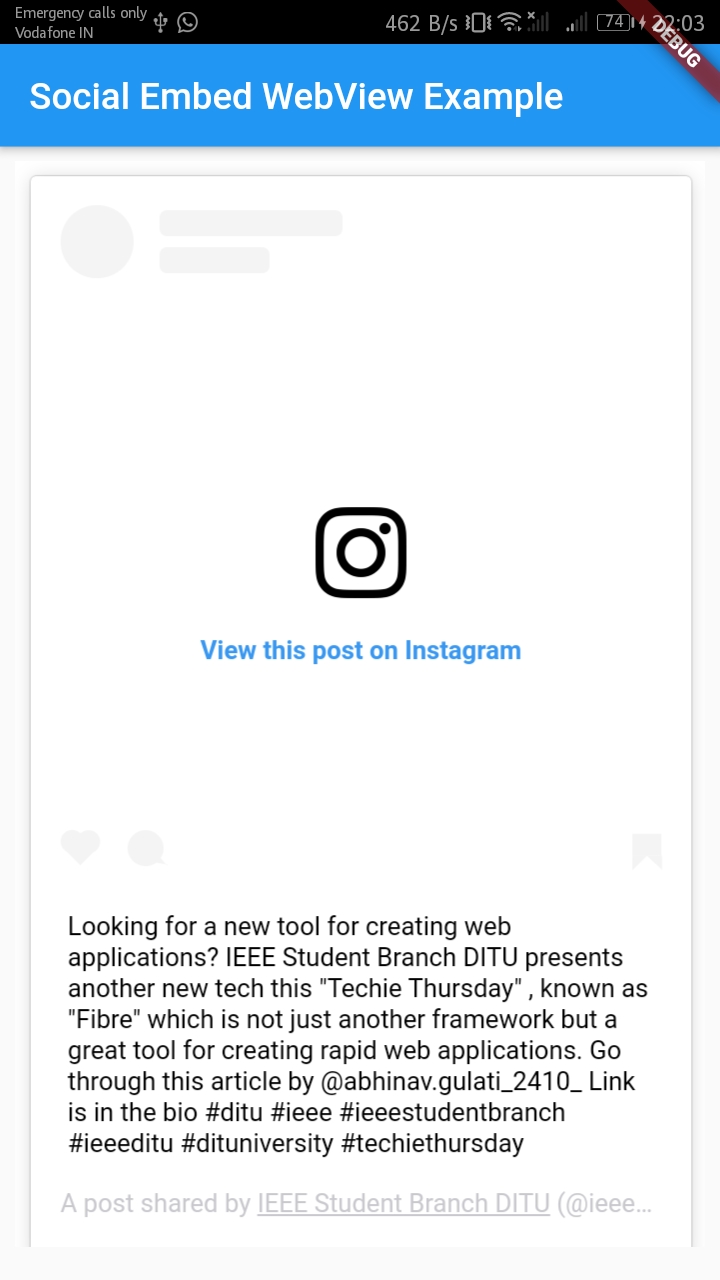 Emergency calls only
Vodafone IN
462 B/s
74
22:03
DEBUG
Social Embed WebView Example
View this post on Instagram
Looking for a new tool for creating web
applications? IEEE Student Branch DITU presents
another new tech this "Techie Thursday" , known as
"Fibre" which is not just another framework but a
great tool for creating rapid web applications. Go
through this article by @abhinav.gulati_2410_ Link
is in the bio #ditu #ieee #ieeestudentbranch
#ieeeditu #dituniversity #techiethursday
A post shared by IEEE Student Branch DITU (@ieee...